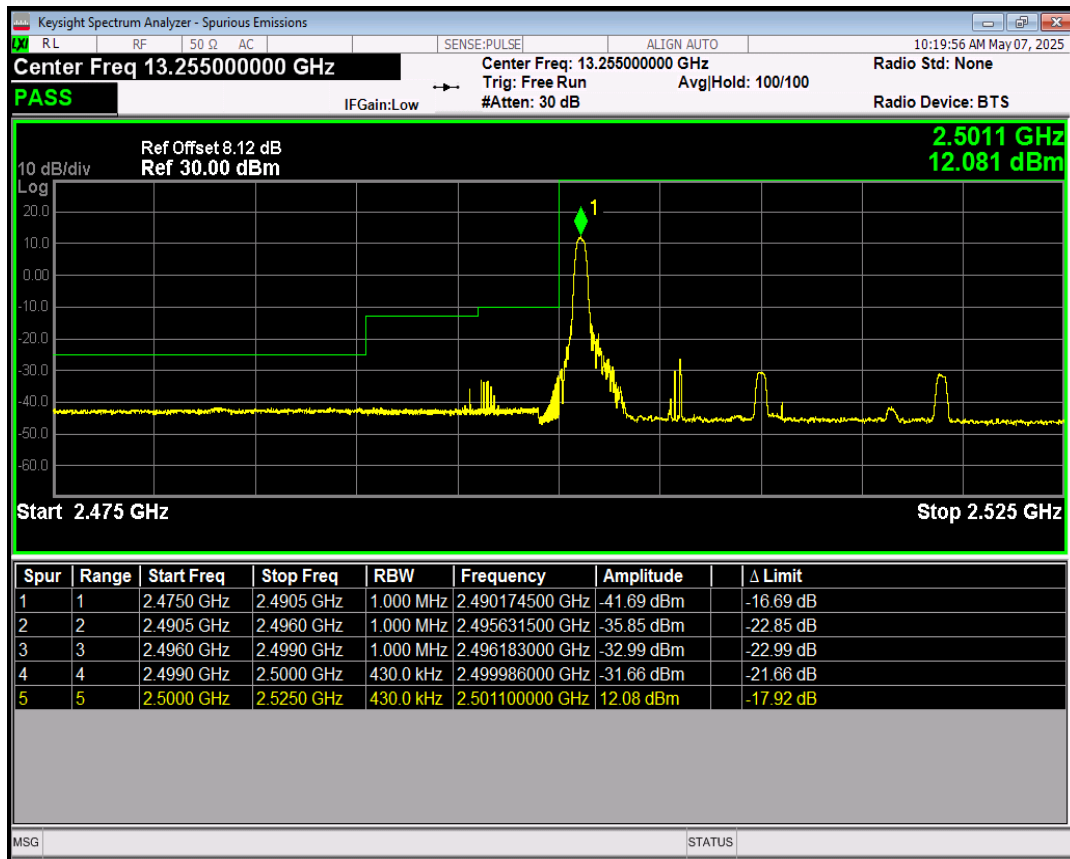 Keysight Spectrum Analyzer - Spurious Emissions
LXI RL RF 50 Ω AC SENSE:PULSE ALIGN AUTO 10:19:56 AM May 07, 2025
Center Freq 13.255000000 GHz Center Freq: 13.255000000 GHz Radio Std: None
Trig: Free Run Avg|Hold: 100/100
PASS IFGain:Low #Atten: 30 dB Radio Device: BTS
2.5011 GHz
Ref Offset 8.12 dB
10 dB/div Ref 30.00 dBm 12.081 dBm
Log
1
20.0
10.0
0.00
-10.0
-20.0
-30.0
-40.0
-50.0
-60.0
Start 2.475 GHz Stop 2.525 GHz
Spur Range Start Freq Stop Freq RBW Frequency Amplitude Δ Limit
1 1 2.4750 GHz 2.4905 GHz 1.000 MHz 2.490174500 GHz -41.69 dBm -16.69 dB
2 2 2.4905 GHz 2.4960 GHz 1.000 MHz 2.495631500 GHz -35.85 dBm -22.85 dB
3 3 2.4960 GHz 2.4990 GHz 1.000 MHz 2.496183000 GHz -32.99 dBm -22.99 dB
4 4 2.4990 GHz 2.5000 GHz 430.0 kHz 2.499986000 GHz -31.66 dBm -21.66 dB
5 5 2.5000 GHz 2.5250 GHz 430.0 kHz 2.501100000 GHz 12.08 dBm -17.92 dB
MSG STATUS